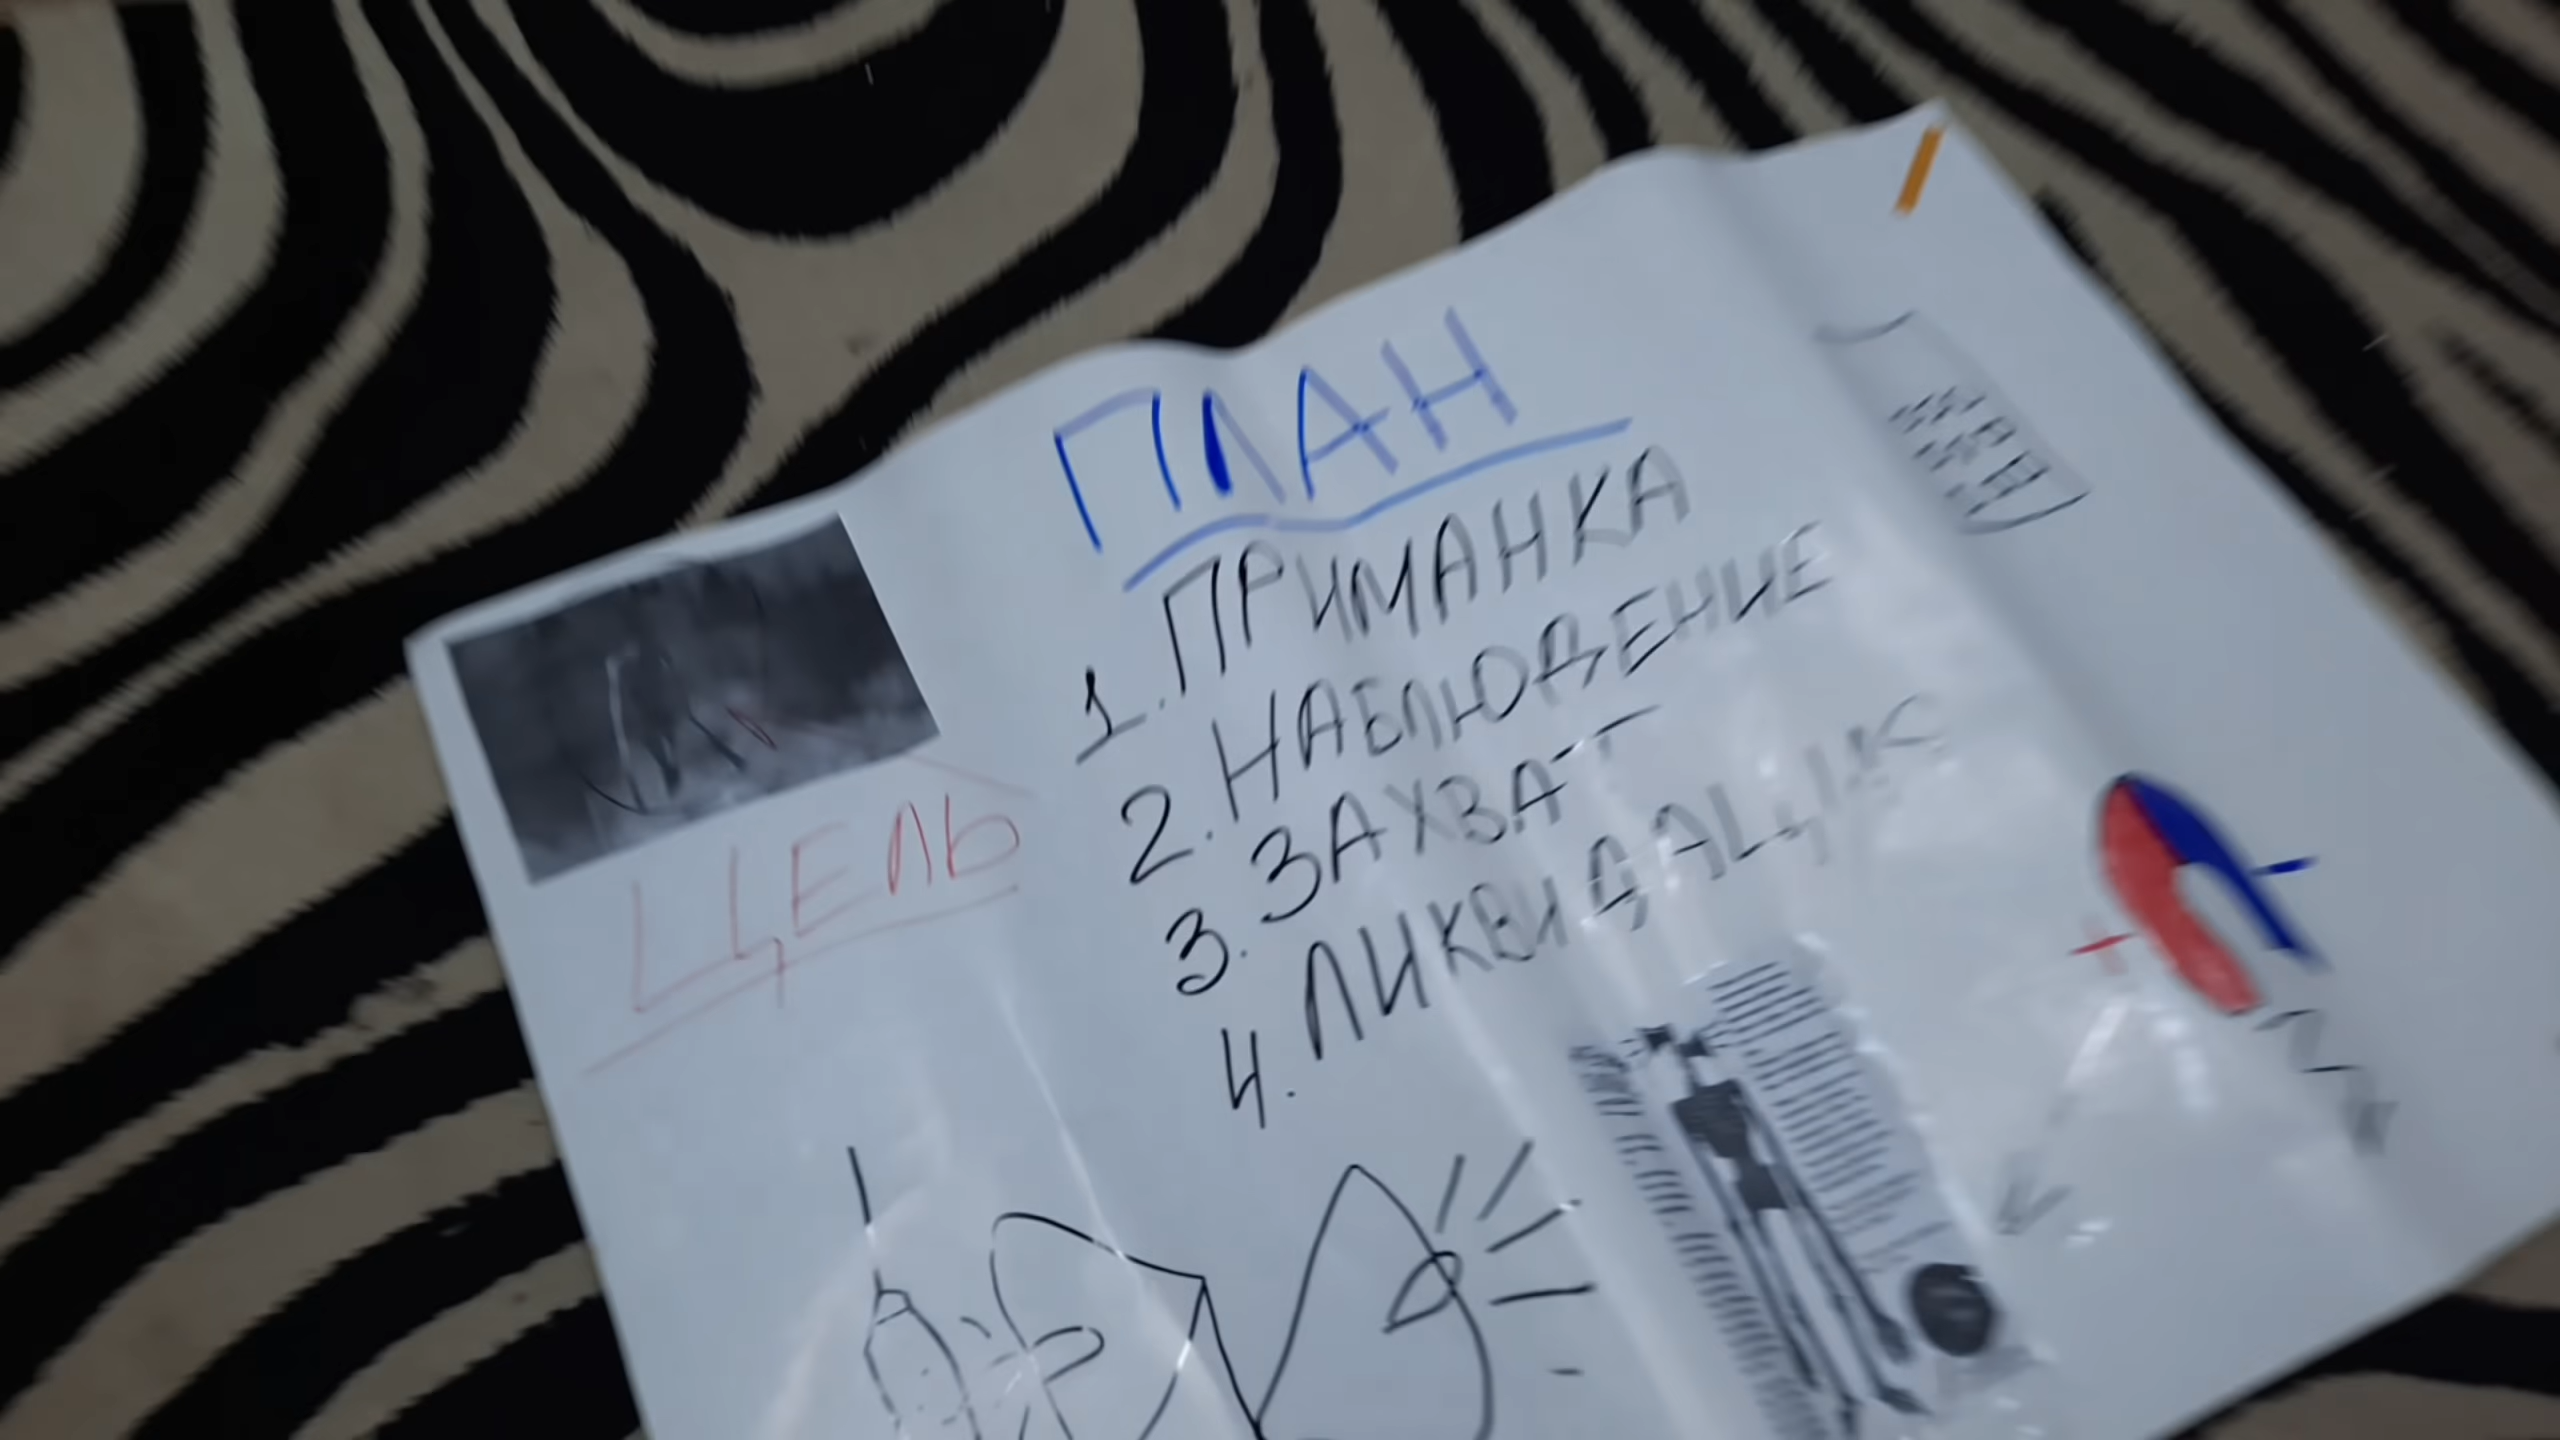 ПЛАН
1. ПРИМАНКА
2. НАБЛЮДЕНИЕ
3. ЗАХВАТ
4. ЛИКВИДАЦИЯ
ЦЕЛЬ